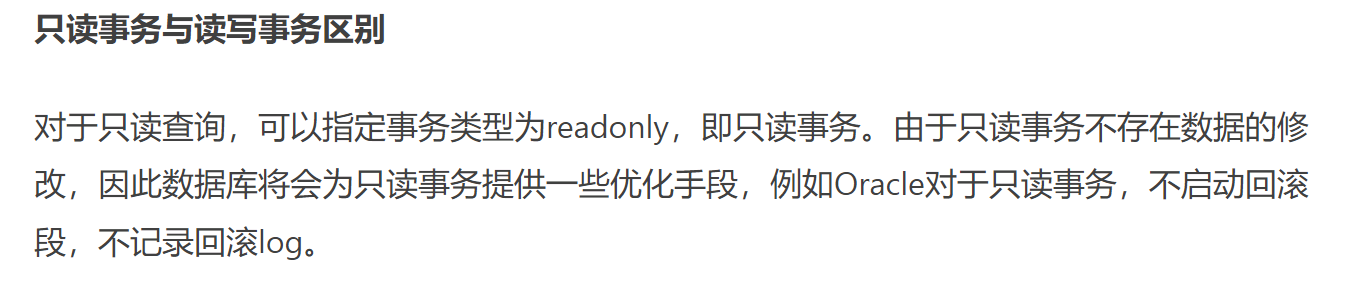 只读事务与读写事务区别
对于只读查询，可以指定事务类型为readonly，即只读事务。由于只读事务不存在数据的修
改，因此数据库将会为只读事务提供一些优化手段，例如Oracle对于只读事务，不启动回滚
段，不记录回滚log。